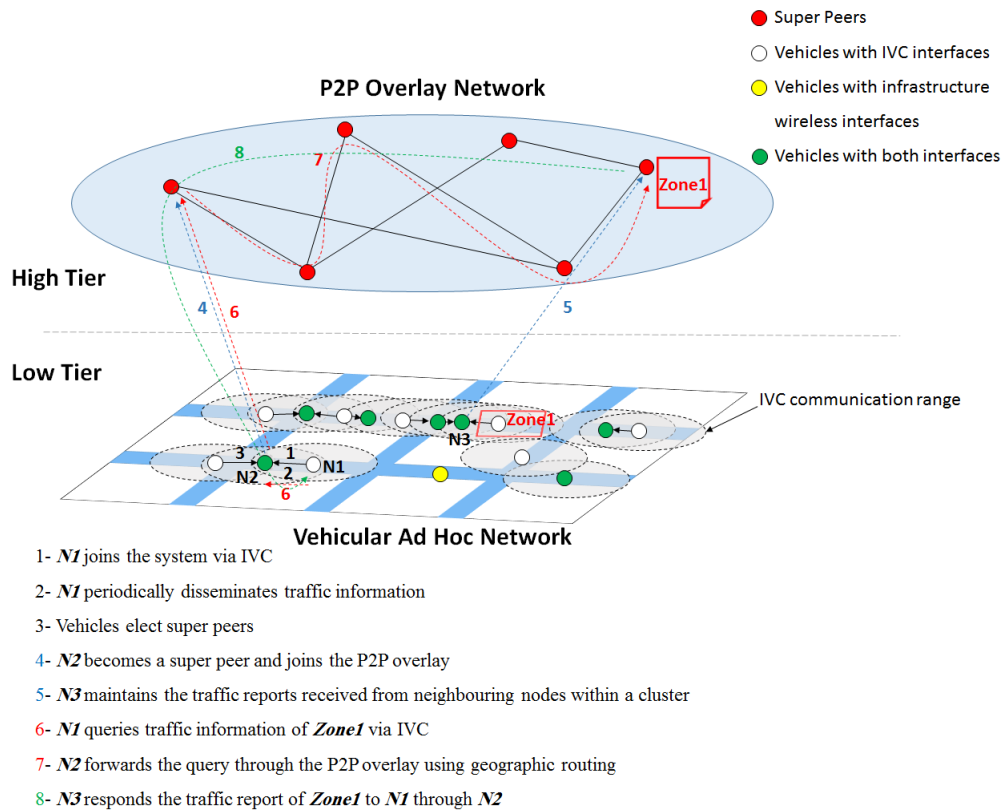 Super Peers
Vehicles with IVC interfaces
Vehicles with infrastructure
wireless interfaces
Vehicles with both interfaces
P2P Overlay Network
8
7
Zone1
High Tier
4
6
5
Low Tier
IVC communication range
Zone1
N3
3
1
N1
N2
2
6
Vehicular Ad Hoc Network
1- N1 joins the system via IVC
2- N1 periodically disseminates traffic information
3- Vehicles elect super peers
4- N2 becomes a super peer and joins the P2P overlay
5- N3 maintains the traffic reports received from neighbouring nodes within a cluster
6- N1 queries traffic information of Zone1 via IVC
7- N2 forwards the query through the P2P overlay using geographic routing
8- N3 responds the traffic report of Zone1 to N1 through N2